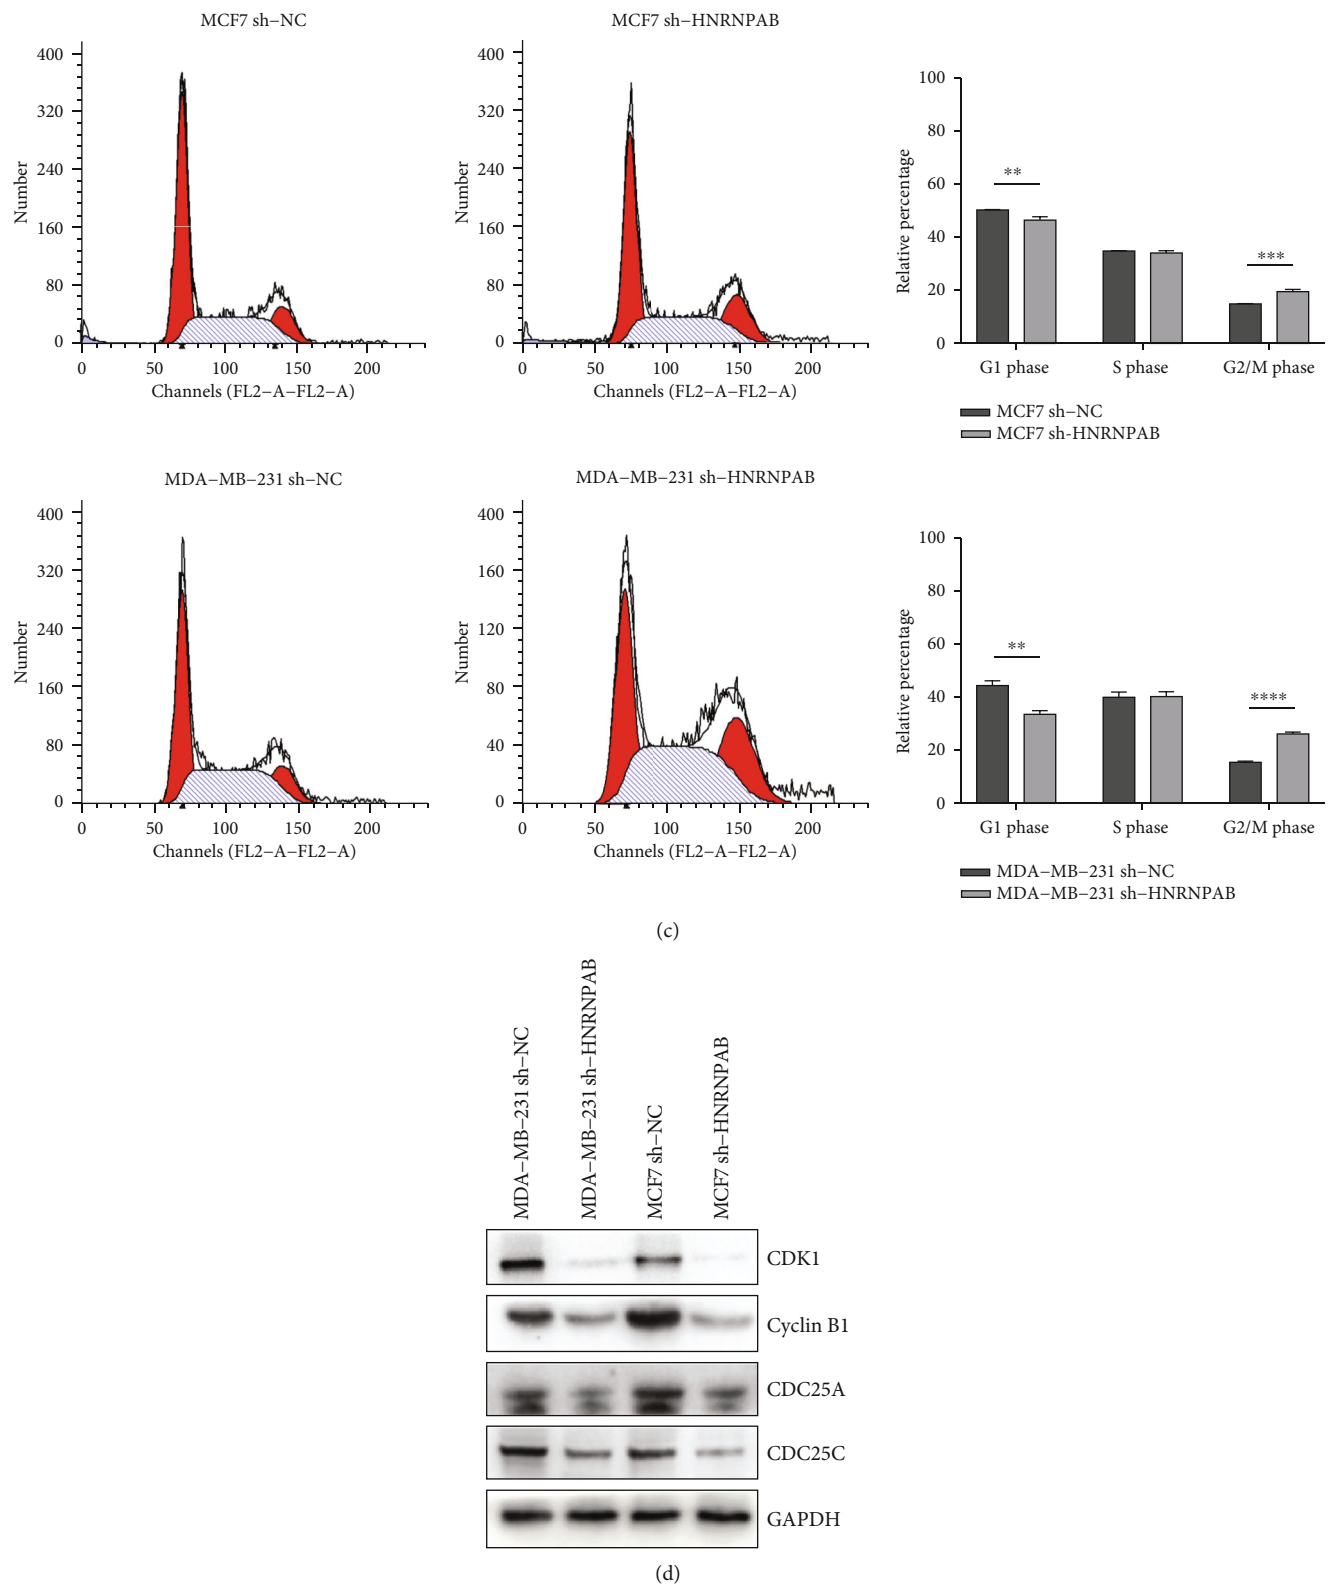 MCF7 sh−NC
400
320
240
160
80
0
Number
0 50 100 150 200
Channels (FL2−A−FL2−A)
MCF7 sh−HNRNPAB
400
320
240
160
80
0
Number
0 50 100 150 200
Channels (FL2−A−FL2−A)
100
80
60
40
20
0
Relative percentage
**
***
G1 phase S phase G2/M phase
MCF7 sh−NC
MCF7 sh-HNRNPAB
MDA−MB−231 sh−NC
400
320
240
160
80
0
Number
0 50 100 150 200
Channels (FL2−A−FL2−A)
MDA−MB−231 sh−HNRNPAB
400
160
120
80
40
0
Number
0 50 100 150 200
Channels (FL2−A−FL2−A)
100
80
60
40
20
0
Relative percentage
**
****
G1 phase S phase G2/M phase
MDA−MB−231 sh−NC
MDA−MB−231 sh−HNRNPAB
(c)
MDA−MB−231 sh−NC
MDA−MB−231 sh−HNRNPAB
MCF7 sh−NC
MCF7 sh−HNRNPAB
CDK1
Cyclin B1
CDC25A
CDC25C
GAPDH
(d)